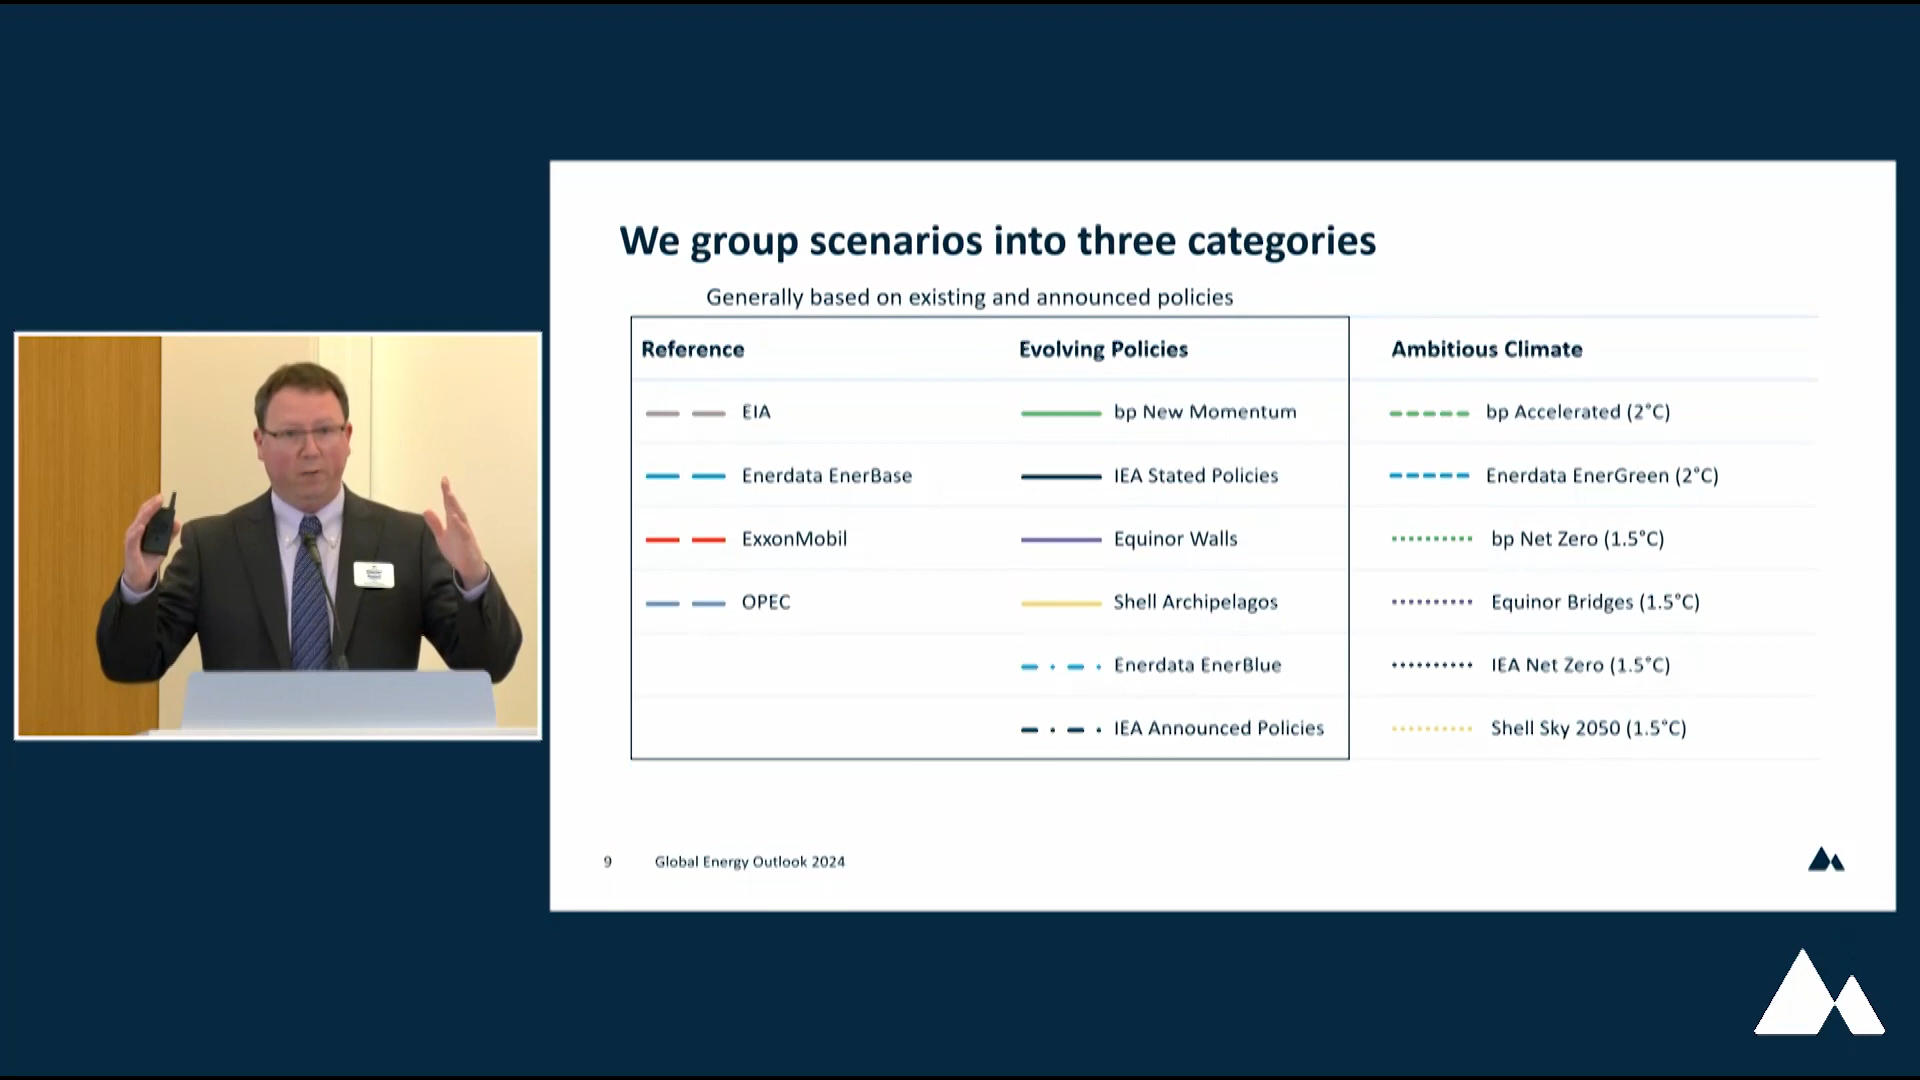 We group scenarios into three categories
Generally based on existing and announced policies
Reference Evolving Policies Ambitious Climate
EIA bp New Momentum bp Accelerated (2°C)
Enerdata EnerBase IEA Stated Policies Enerdata EnerGreen (2°C)
ExxonMobil Equinor Walls bp Net Zero (1.5°C)
OPEC Shell Archipelagos Equinor Bridges (1.5°C)
Enerdata EnerBlue IEA Net Zero (1.5°C)
IEA Announced Policies Shell Sky 2050 (1.5°C)
9 Global Energy Outlook 2024